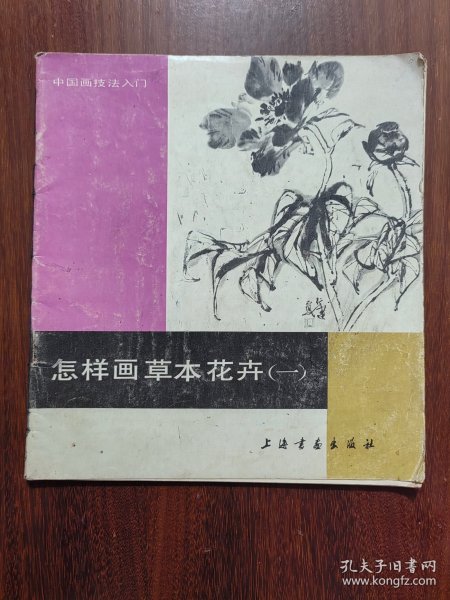 中国画技法入门
怎样画草本花卉(一)
上海书画出版社
孔夫子旧书网
www.kongfz.com